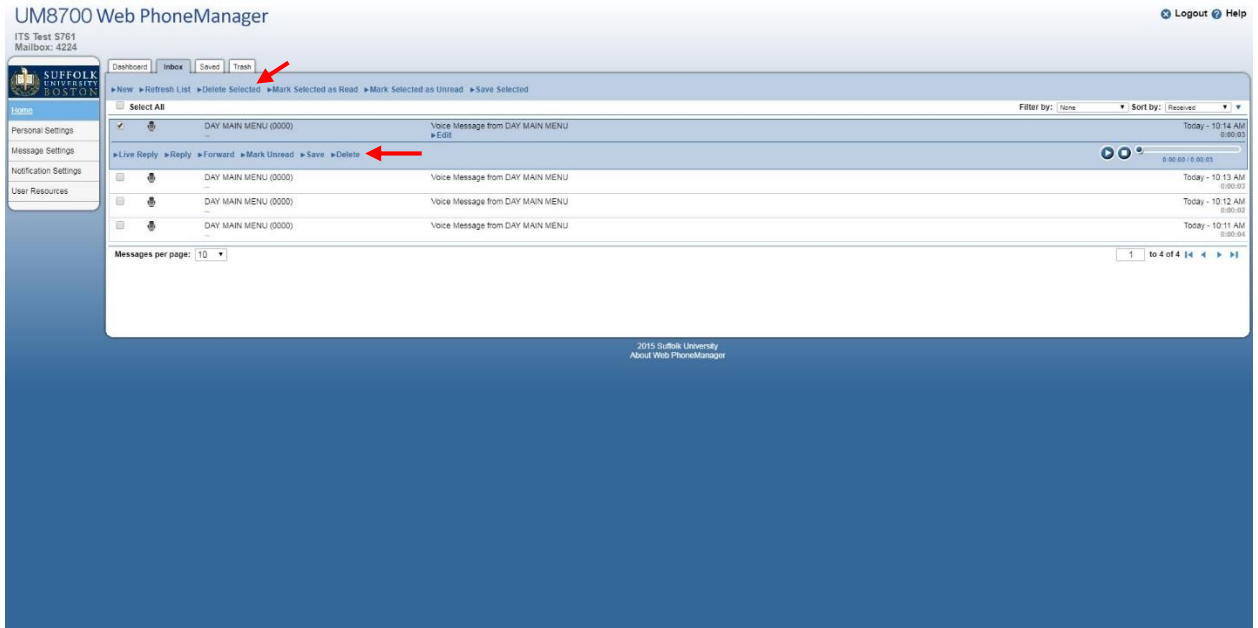 UM8700 Web PhoneManager
Logout Help
ITS Test S761
Mailbox: 4224
SUFFOLK
UNIVERSITY
BOSTON
Home
Personal Settings
Message Settings
Notification Settings
User Resources
Dashboard Inbox Saved Trash
New Refresh List Delete Selected Mark Selected as Read Mark Selected as Unread Save Selected
Select All Filter by: None Sort by: Received
DAY MAIN MENU (0000) Voice Message from DAY MAIN MENU Today - 10:14 AM
-- Edit 0:00:03
Live Reply Reply Forward Mark Unread Save Delete 0:00:00 / 0:00:03
DAY MAIN MENU (0000) Voice Message from DAY MAIN MENU Today - 10:13 AM
-- 0:00:03
DAY MAIN MENU (0000) Voice Message from DAY MAIN MENU Today - 10:12 AM
-- 0:00:02
DAY MAIN MENU (0000) Voice Message from DAY MAIN MENU Today - 10:11 AM
-- 0:00:04
Messages per page: 10 1 to 4 of 4
2015 Suffolk University
About Web PhoneManager